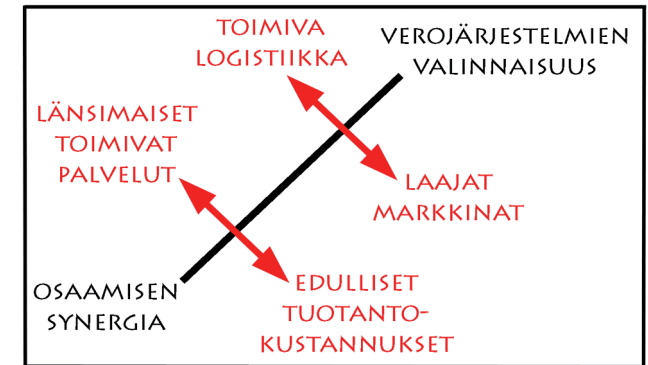 TOIMIVA
LOGISTIIKKA
VEROJÄRJESTELMIEN
VALINNAISUUS
LÄNSIMAISET
TOIMIVAT
PALVELUT
LAAJAT
MARKKINAT
OSAAMISEN
SYNERGIA
EDULLISET
TUOTANTO-
KUSTANNUKSET